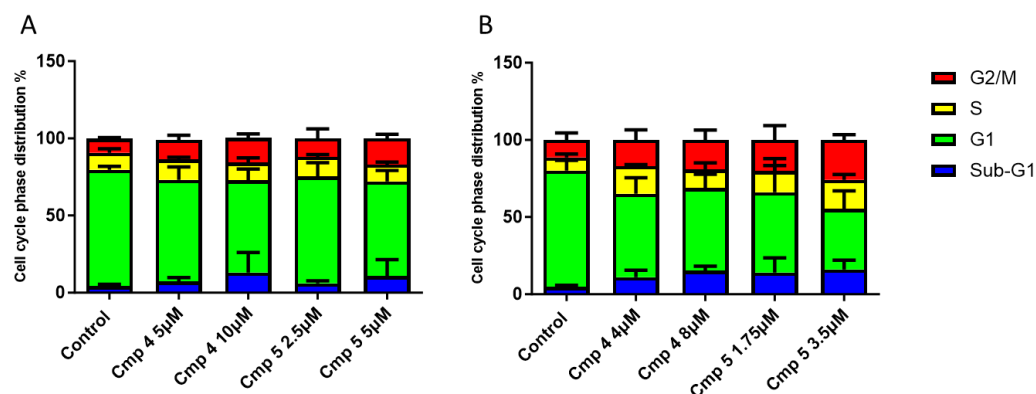 A
Cell cycle phase distribution %
150
100
50
0
Control
Cmp 4 5µM
Cmp 4 10µM
Cmp 5 2.5µM
Cmp 5 5µM
B
Cell cycle phase distribution %
150
100
50
0
Control
Cmp 4 4µM
Cmp 4 8µM
Cmp 5 1.75µM
Cmp 5 3.5µM
G2/M
S
G1
Sub-G1